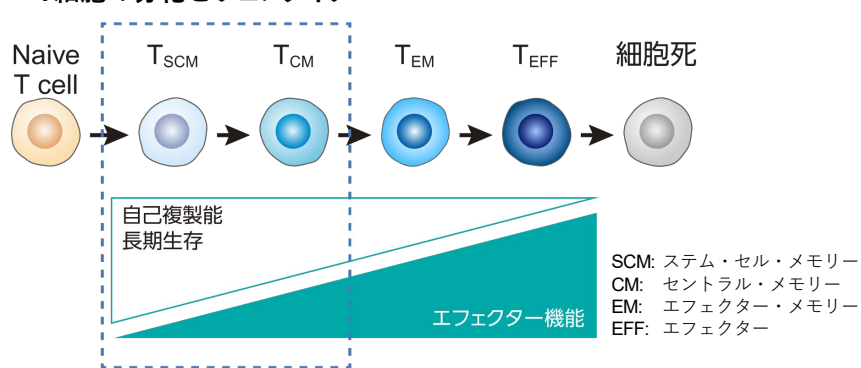 Naive
T cell
TSCM
TCM
TEM
TEFF
細胞死
自己複製能
長期生存
エフェクター機能
SCM: ステム・セル・メモリー
CM: セントラル・メモリー
EM: エフェクター・メモリー
EFF: エフェクター